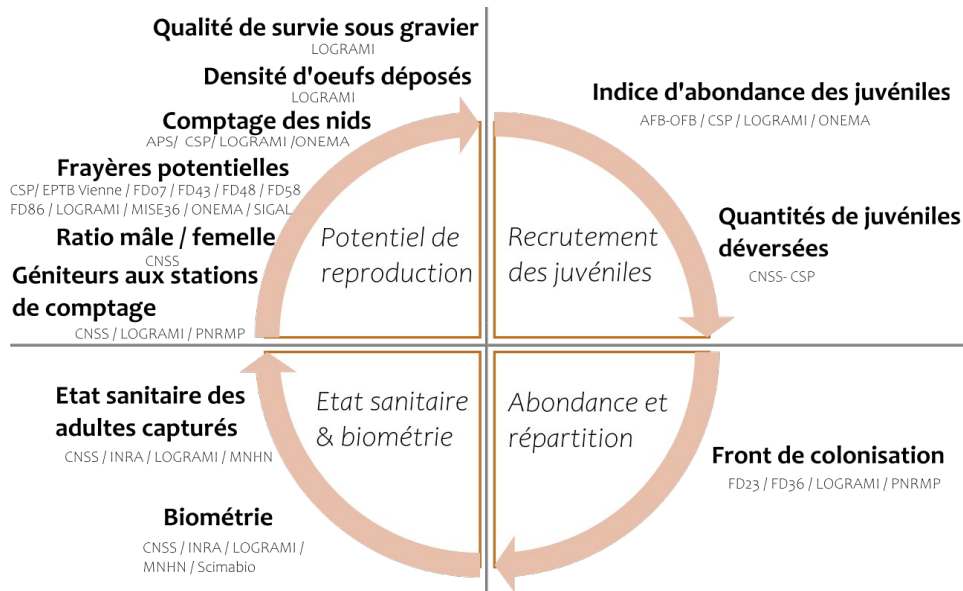 Qualité de survie sous gravier
LOGRAMI
Densité d'oeufs déposés
LOGRAMI
Comptage des nids
APS/ CSP/ LOGRAMI /ONEMA
Frayères potentielles
CSP/ EPTB Vienne / FD07 / FD43 / FD48 / FD58
FD86 / LOGRAMI / MISE36 / ONEMA / SIGAL
Ratio mâle / femelle
CNSS
Géniteurs aux stations
de comptage
CNSS / LOGRAMI / PNRMP
Potentiel de
reproduction
Indice d'abondance des juvéniles
AFB-OFB / CSP / LOGRAMI / ONEMA
Quantités de juvéniles
déversées
CNSS- CSP
Recrutement
des juvéniles
Etat sanitaire des
adultes capturés
CNSS / INRA / LOGRAMI / MNHN
Biométrie
CNSS / INRA / LOGRAMI /
MNHN / Scimabio
Etat sanitaire
& biométrie
Abondance et
répartition
Front de colonisation
FD23 / FD36 / LOGRAMI / PNRMP